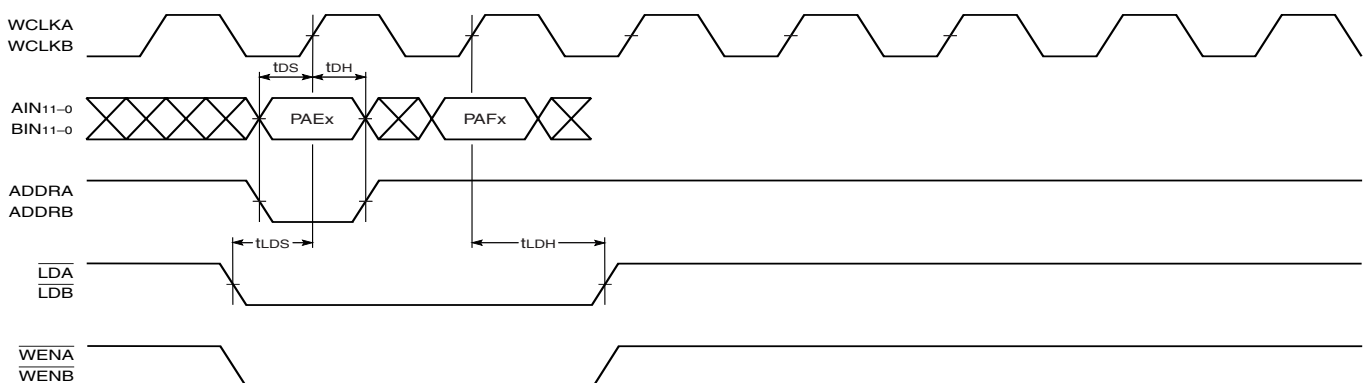 WCLKA
WCLKB
tDS
tDH
AIN11–0
BIN11–0
PAEx
PAFx
ADDRA
ADDRB
tLDS
tLDH
LDA
LDB
WENA
WENB